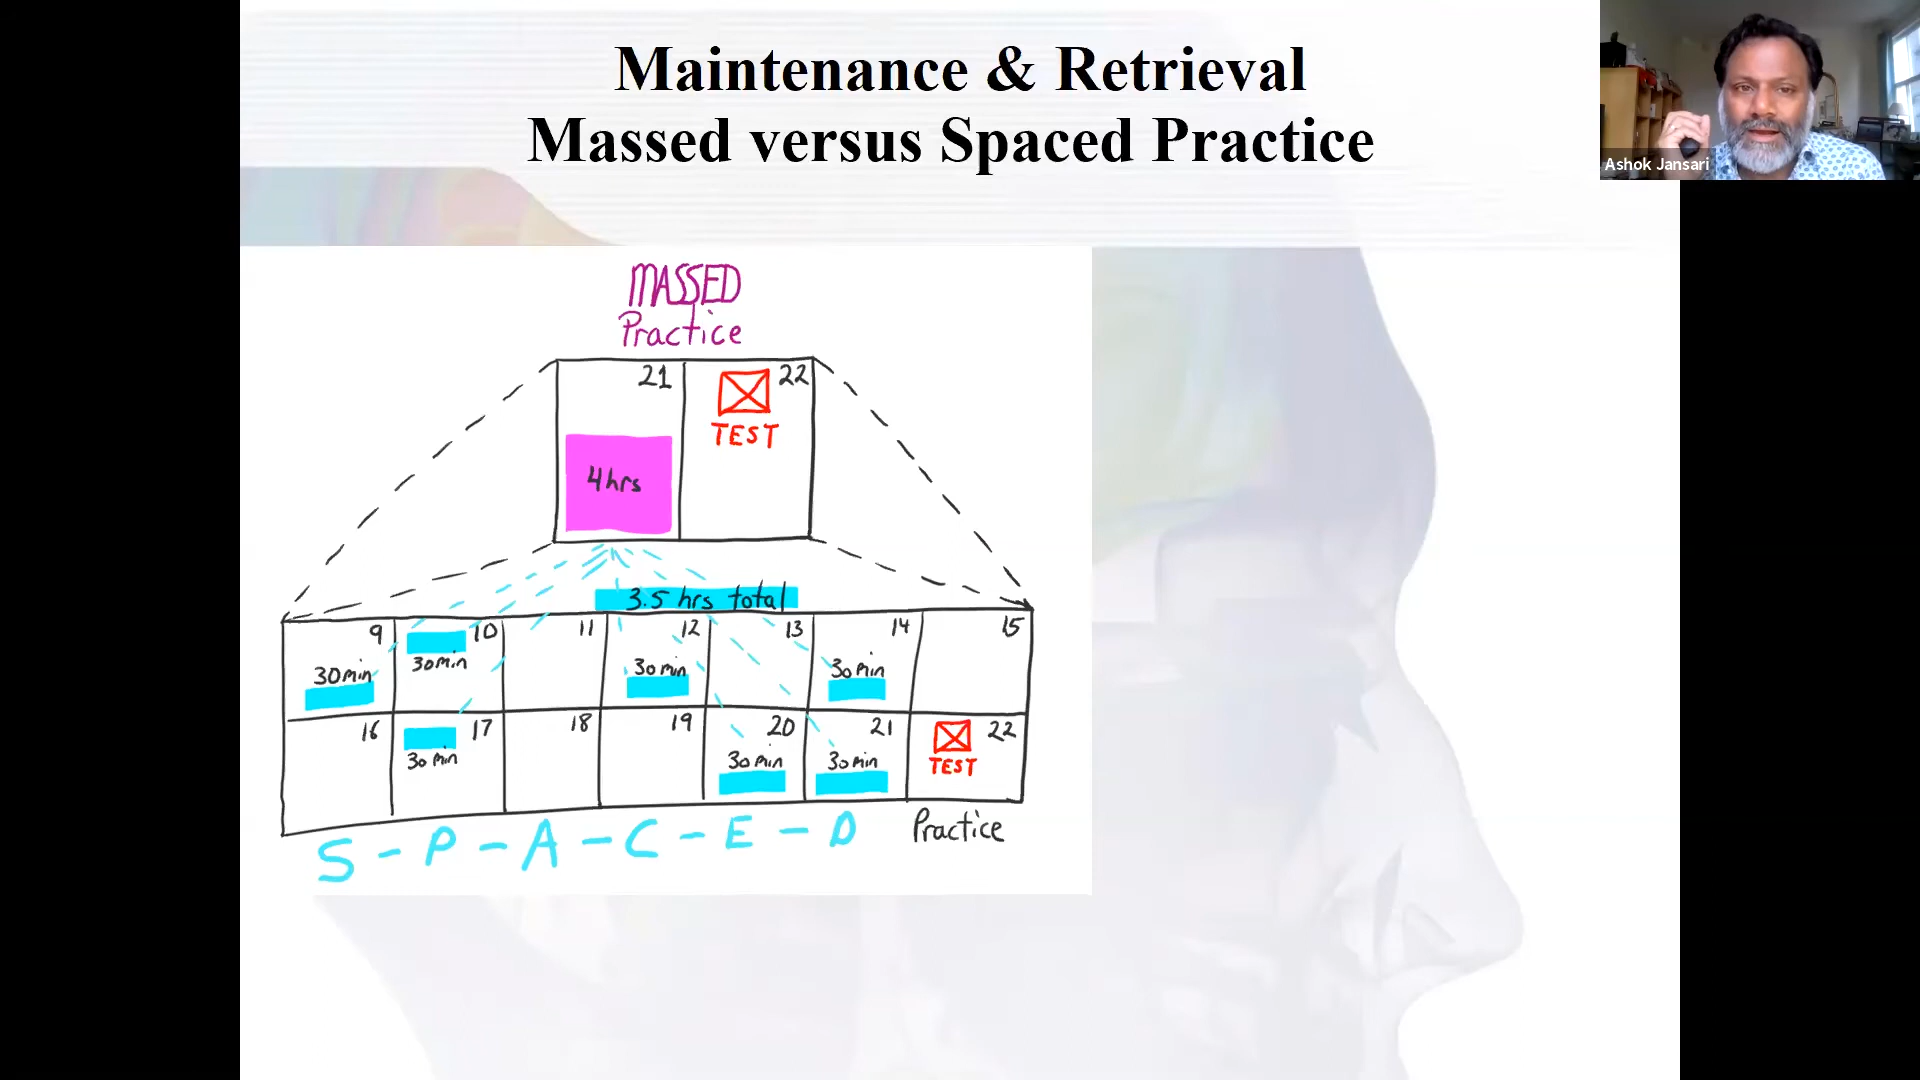 Maintenance & Retrieval
Massed versus Spaced Practice
Ashok Jansari
MASSED
Practice
21
22
TEST
4hrs
3.5 hrs total
9
10
11
12
13
14
15
30min
30min
30min
30min
16
17
18
19
20
21
22
30min
30min
30min
TEST
S-P-A-C-E-D Practice